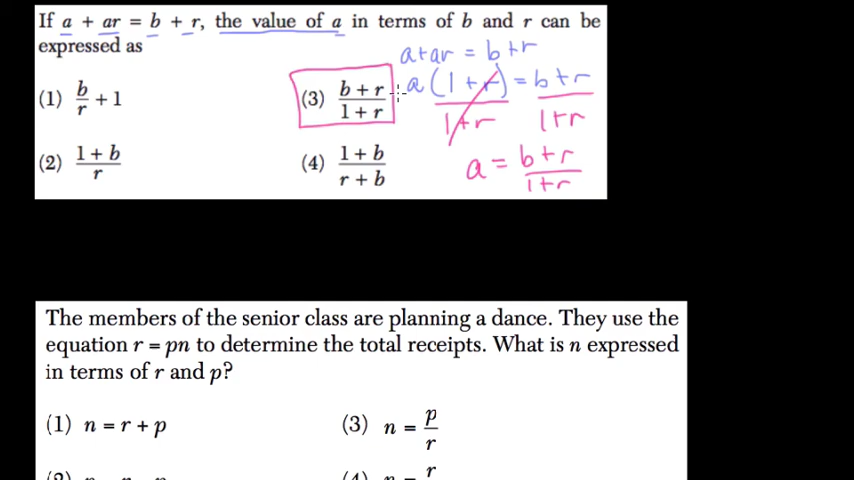 If a + ar = b + r, the value of a in terms of b and r can be
expressed as
a+ar = b+r
(1) b/r + 1
(3) b + r / 1 + r
a(1+r) = b+r
1+r 1+r
(2) 1 + b / r
(4) 1 + b / r + b
a = b+r / 1+r
The members of the senior class are planning a dance. They use the
equation r = pn to determine the total receipts. What is n expressed
in terms of r and p?
(1) n = r + p
(3) n = p / r
(4) n = r